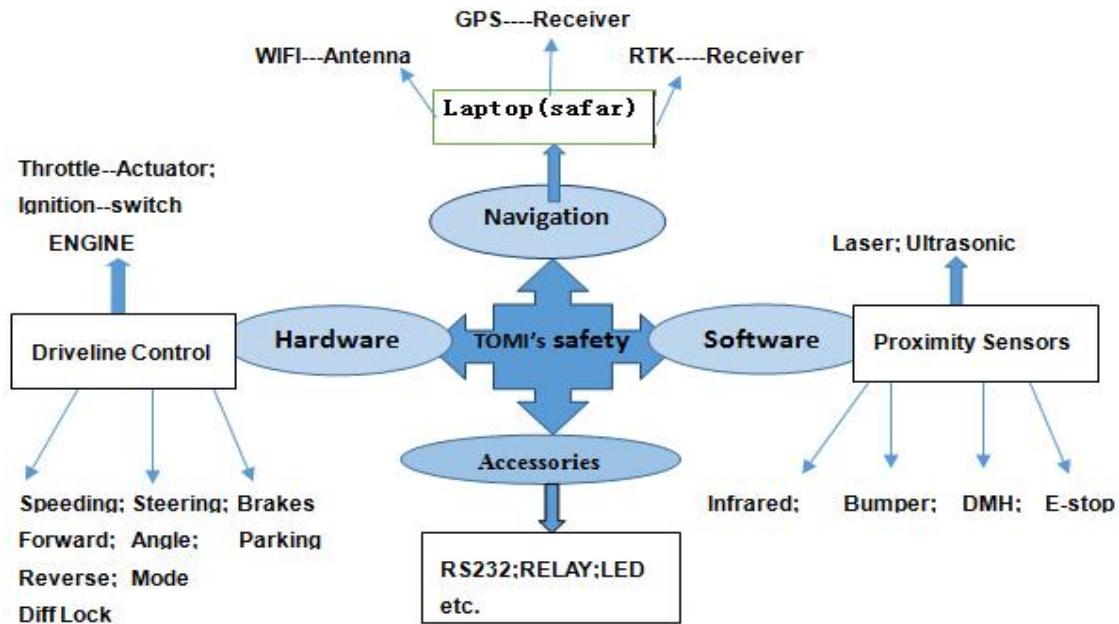 GPS----Receiver
WIFI---Antenna
RTK----Receiver
Laptop(safar)
Throttle--Actuator;
Ignition--switch
ENGINE
Navigation
Laser; Ultrasonic
Driveline Control
Hardware
TOMI's safety
Software
Proximity Sensors
Accessories
Speeding; Steering; Brakes
Forward; Angle; Parking
Reverse; Mode
Diff Lock
Infrared; Bumper; DMH; E-stop
RS232;RELAY;LED
etc.